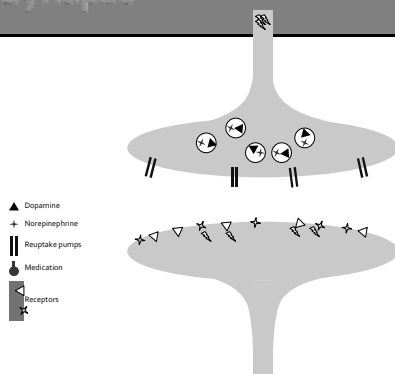 Dopamine
Norepinephrine
Reuptake pumps
Medication
Receptors